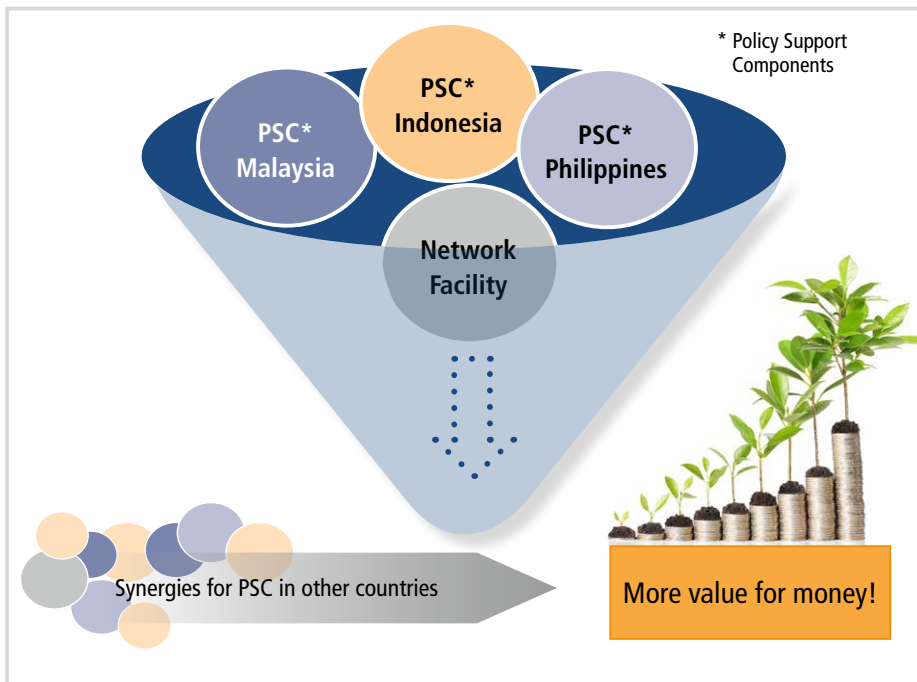 * Policy Support
Components
PSC*
Indonesia
PSC*
Malaysia
PSC*
Philippines
Network
Facility
Synergies for PSC in other countries
More value for money!